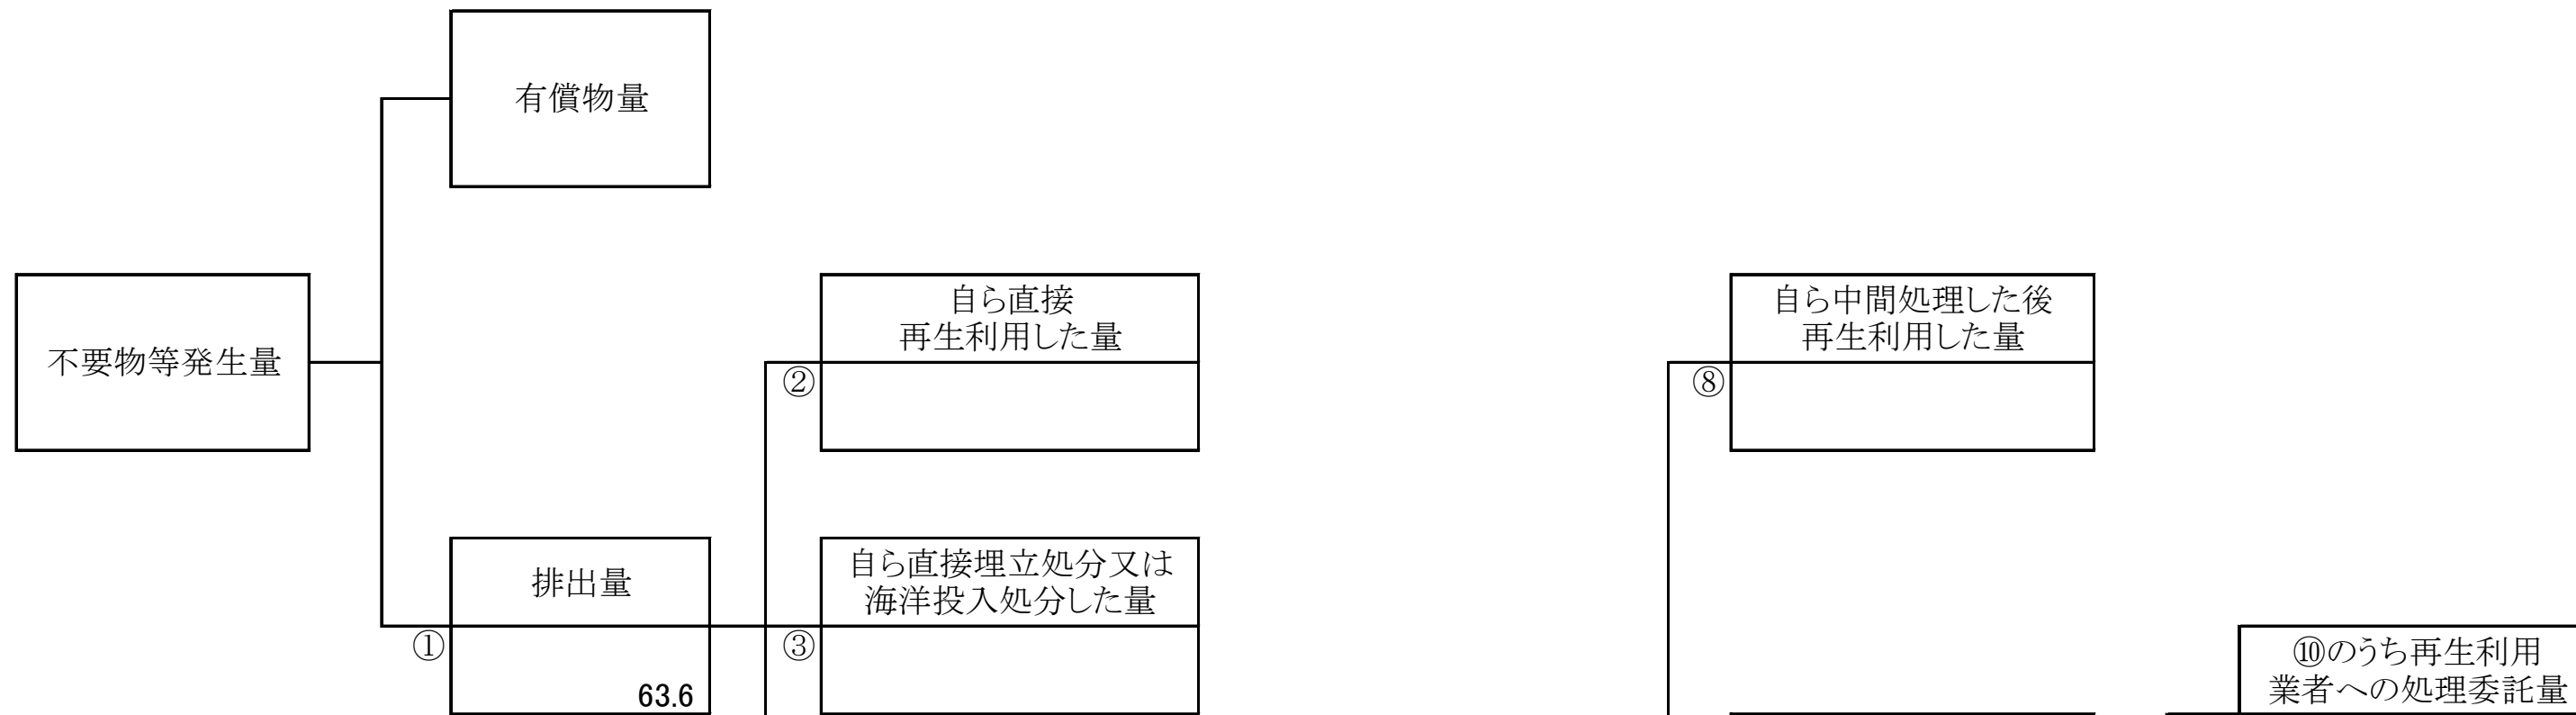 有償物量
不要物等発生量
自ら直接
再生利用した量
②
自ら中間処理した後
再生利用した量
⑧
排出量
①
63.6
自ら直接埋立処分又は
海洋投入処分した量
③
⑩のうち再生利用
業者への処理委託量